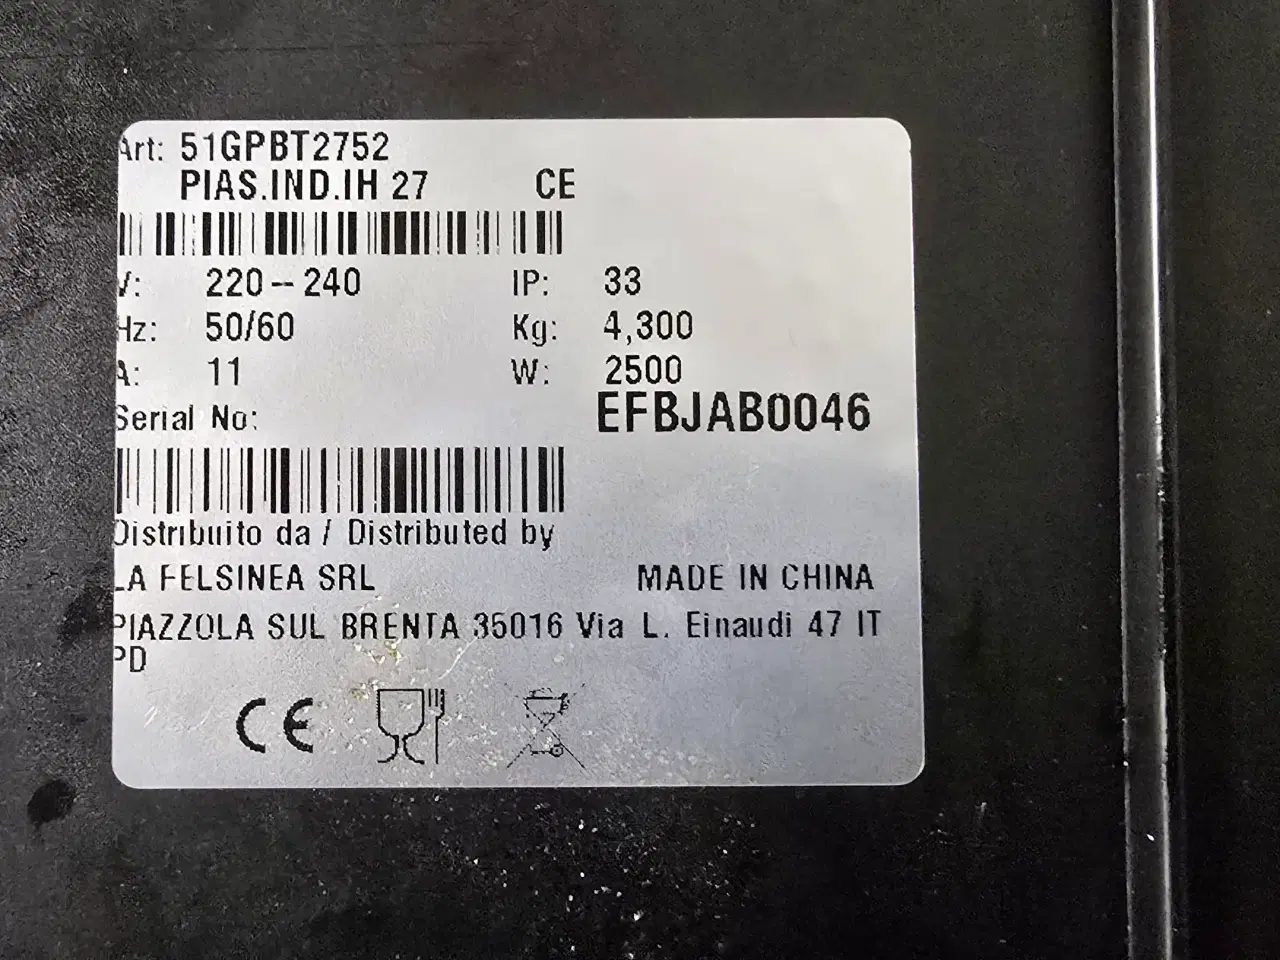 Art: 51GPBT2752
PIAS.IND.IH 27 CE
V: 220-240 IP: 33
Hz: 50/60 Kg: 4,300
A: 11 W: 2500
Serial No: EFBJAB0046
Distribuito da / Distributed by
LA FELSINEA SRL MADE IN CHINA
PIAZZOLA SUL BRENTA 35016 Via L. Einaudi 47 IT
PD
CE